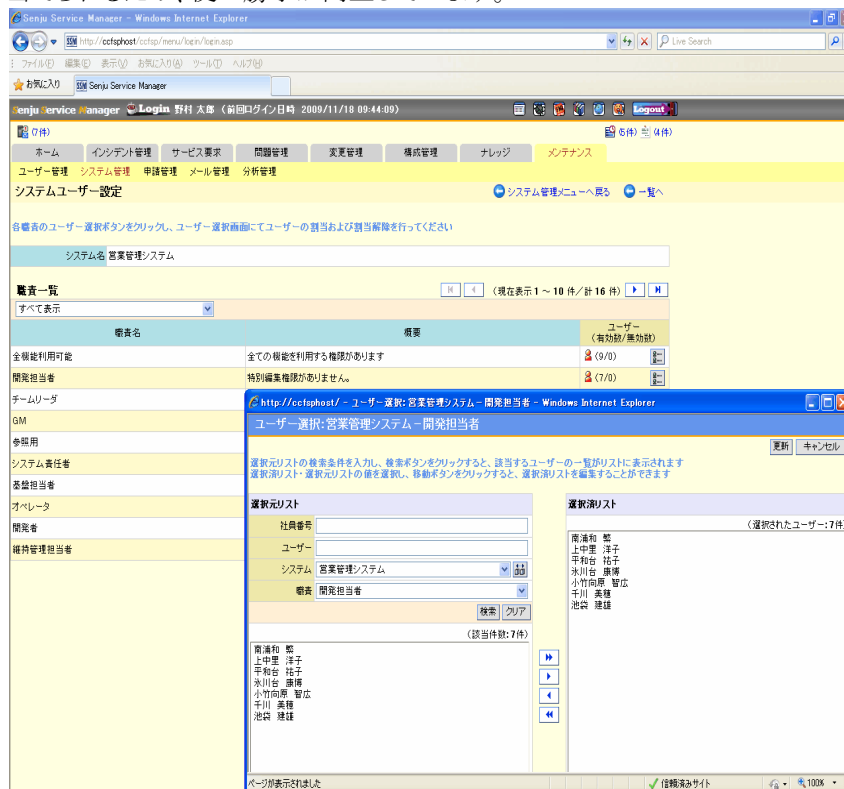 Senju Service Manager - Windows Internet Explorer
http://ccfsphost/cctsp/menu/login/login.asp
Live Search
ファイル(F) 編集(E) 表示(V) お気に入り(A) ツール(T) ヘルプ(H)
お気に入り Senju Service Manager
Senju Service Manager Login 野村 太郎 (前回ログイン日時 2009/11/18 09:44:09) Logout
(7件) (5件) (4件)
ホーム インシデント管理 サービス要求 問題管理 変更管理 構成管理 ナレッジ メンテナンス
ユーザー管理 システム管理 申請管理 メール管理 分析管理
システムユーザー設定 システム管理メニューへ戻る 一覧へ
各職責のユーザー選択ボタンをクリックし、ユーザー選択画面にてユーザーの割当および割当解除を行ってください
システム名 営業管理システム
職責一覧 (現在表示 1 ～ 10 件/計 16 件)
すべて表示
職責名 概要 ユーザー
(有効数/無効数)
全機能利用可能 全ての機能を利用する権限があります (9/0)
開発担当者 特別編集権限がありません。 (7/0)
チームリーダ
GM
参照用
システム責任者
基盤担当者
オペレータ
開発者
維持管理担当者
http://ccfsphost/ - ユーザー選択: 営業管理システム - 開発担当者 - Windows Internet Explorer
ユーザー選択:営業管理システム - 開発担当者
更新 キャンセル
選択元リストの検索条件を入力し、検索ボタンをクリックすると、該当するユーザーの一覧がリストに表示されます
選択済リスト・選択元リストの値を選択し、移動ボタンをクリックすると、選択済リストを編集することができます
選択元リスト
社員番号
ユーザー
システム 営業管理システム
職責 開発担当者
検索 クリア
(該当件数:7件)
南浦和 繁
上中里 洋子
平和台 祐子
氷川台 康博
小竹向原 智広
千川 美穂
池袋 建雄
選択済リスト
(選択されたユーザー:7件)
南浦和 繁
上中里 洋子
平和台 祐子
氷川台 康博
小竹向原 智広
千川 美穂
池袋 建雄
ページが表示されました 信頼済みサイト 100%